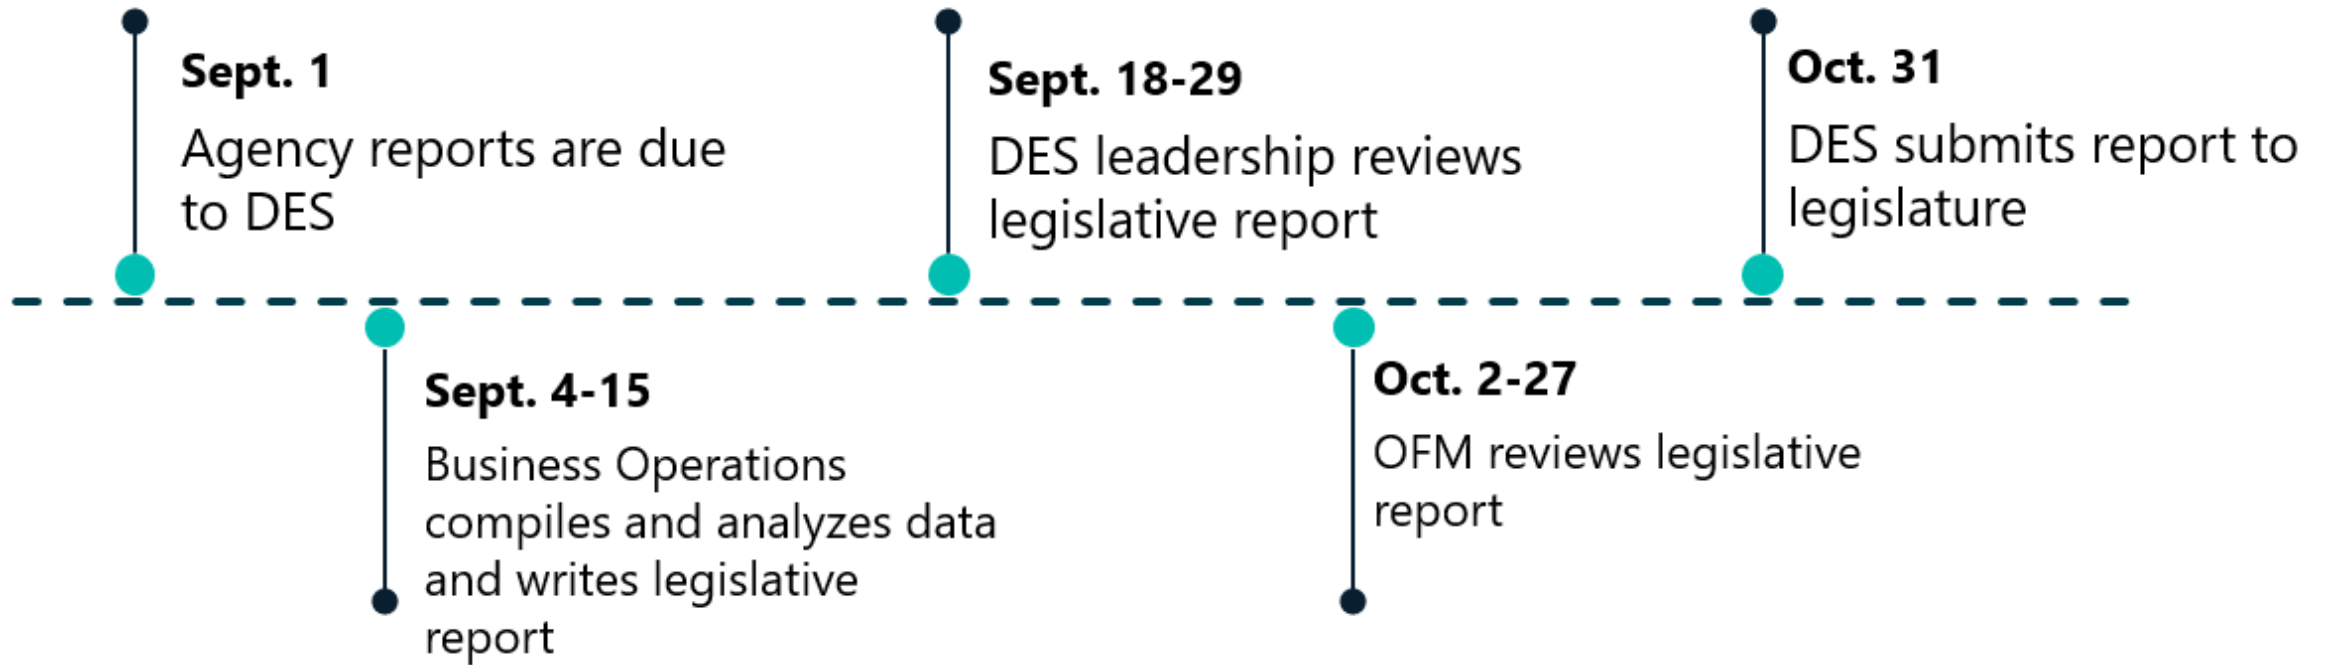 Sept. 1
Agency reports are due
to DES
Sept. 4-15
Business Operations
compiles and analyzes data
and writes legislative
report
Sept. 18-29
DES leadership reviews
legislative report
Oct. 2-27
OFM reviews legislative
report
Oct. 31
DES submits report to
legislature